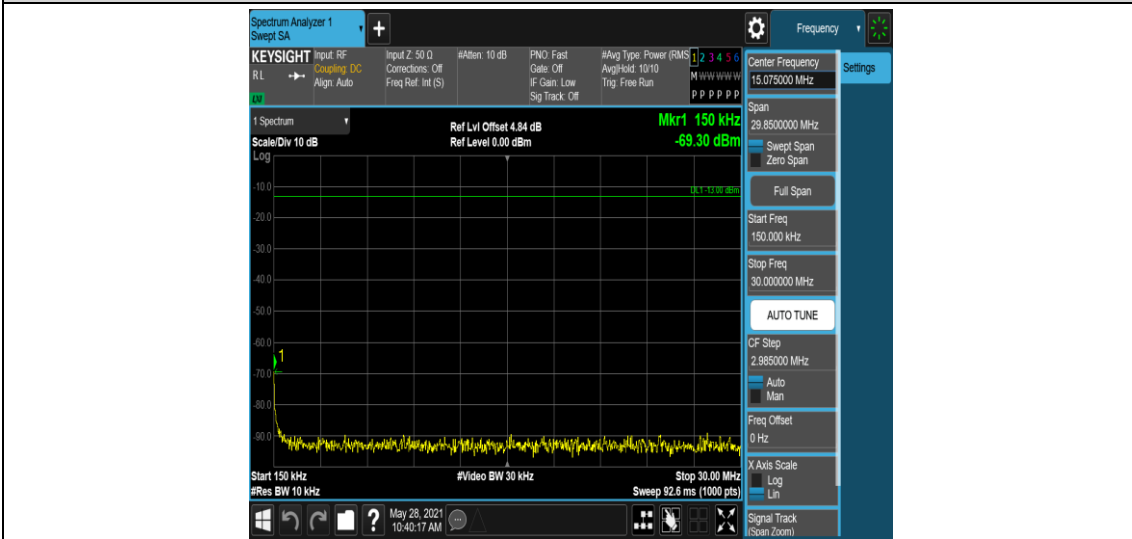 Spectrum Analyzer 1
Swept SA
Frequency
KEYSIGHT
RL
Input: RF
Coupling: DC
Align: Auto
Input Z: 50 Ω
Corrections: Off
Freq Ref: Int (S)
#Atten: 10 dB
PNO: Fast
Gate: Off
IF Gain: Low
Sig Track: Off
#Avg Type: Power (RMS
Avg|Hold: 10/10
Trig: Free Run
1 2 3 4 5 6
M W W W W W
P P P P P P
1 Spectrum
Scale/Div 10 dB
Ref Lvl Offset 4.84 dB
Ref Level 0.00 dBm
Mkr1 150 kHz
-69.30 dBm
Log
DL1 -13.00 dBm
-10.0
-20.0
-30.0
-40.0
-50.0
-60.0
1
-70.0
-80.0
-90.0
Start 150 kHz
#Video BW 30 kHz
Stop 30.00 MHz
#Res BW 10 kHz
Sweep 92.6 ms (1000 pts)
Center Frequency
15.075000 MHz
Settings
Span
29.8500000 MHz
Swept Span
Zero Span
Full Span
Start Freq
150.000 kHz
Stop Freq
30.000000 MHz
AUTO TUNE
CF Step
2.985000 MHz
Auto
Man
Freq Offset
0 Hz
X Axis Scale
Log
Lin
Signal Track
(Span Zoom)
?
May 28, 2021
10:40:17 AM